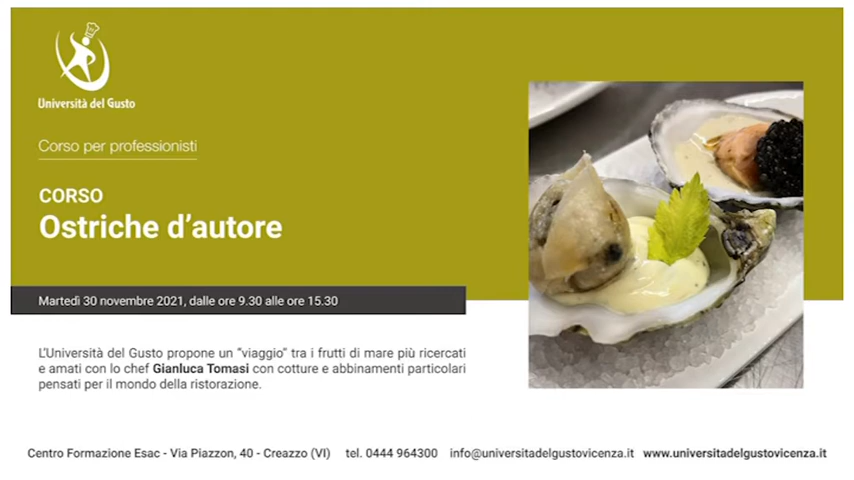 Università del Gusto
Corso per professionisti
CORSO
Ostriche d'autore
Martedì 30 novembre 2021, dalle ore 9.30 alle ore 15.30
L'Università del Gusto propone un "viaggio" tra i frutti di mare più ricercati
e amati con lo chef Gianluca Tomasi con cotture e abbinamenti particolari
pensati per il mondo della ristorazione.
Centro Formazione Esac - Via Piazzon, 40 - Creazzo (VI) tel. 0444 964300 info@universitadelgustovicenza.it www.universitadelgustovicenza.it